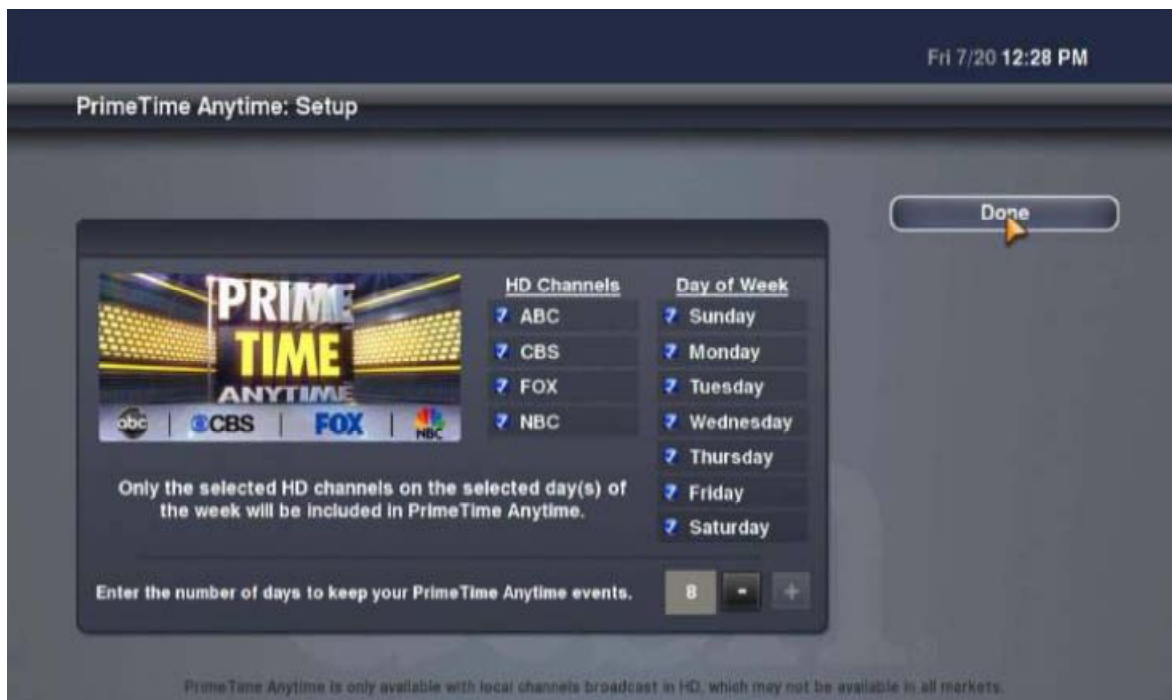 Fri 7/20 12:28 PM
PrimeTime Anytime: Setup
Done
PRIME
TIME
ANYTIME
abc | CBS | FOX | NBC
HD Channels
ABC
CBS
FOX
NBC
Day of Week
Sunday
Monday
Tuesday
Wednesday
Thursday
Friday
Saturday
Only the selected HD channels on the selected day(s) of
the week will be included in PrimeTime Anytime.
Enter the number of days to keep your PrimeTime Anytime events. 8 - +
PrimeTime Anytime is only available with local channels broadcast in HD, which may not be available in all markets.